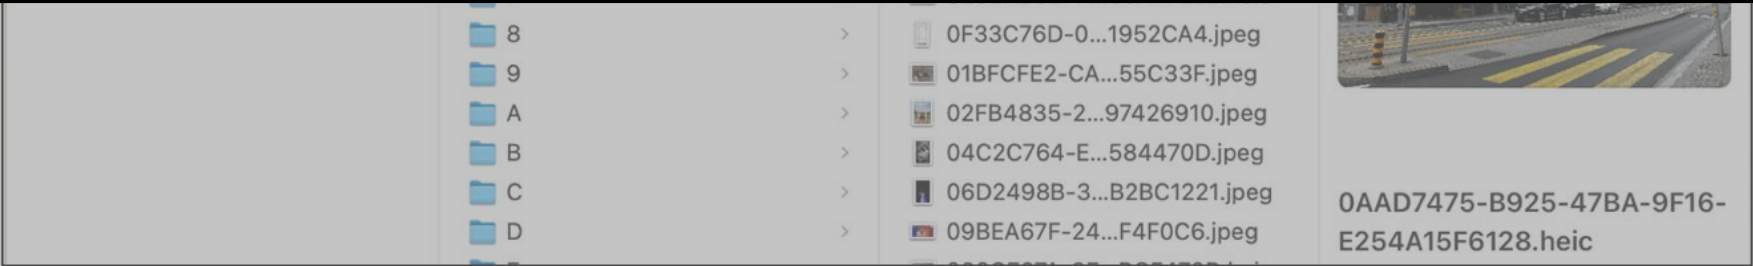 8
9
A
B
C
D
0F33C76D-0...1952CA4.jpeg
01BFCFE2-CA...55C33F.jpeg
02FB4835-2...97426910.jpeg
04C2C764-E...584470D.jpeg
06D2498B-3...B2BC1221.jpeg
09BEA67F-24...F4F0C6.jpeg
0AAD7475-B925-47BA-9F16-
E254A15F6128.heic